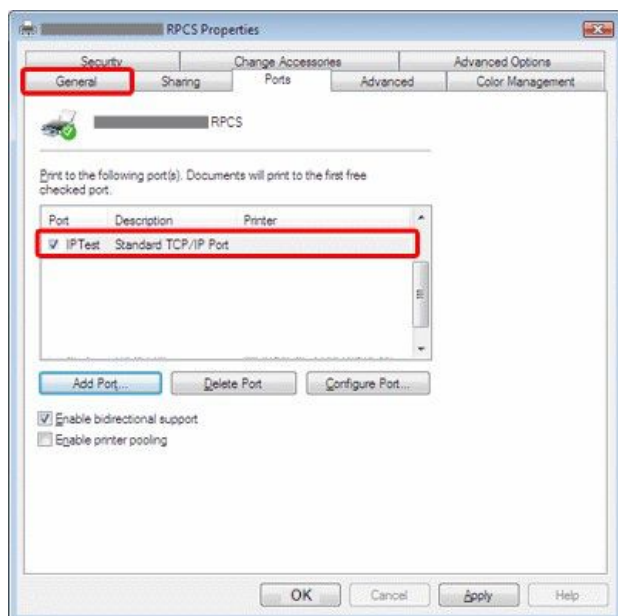 RPCS Properties
Security Change Accessories Advanced Options
General Sharing Ports Advanced Color Management
RPCS
Print to the following port(s). Documents will print to the first free
checked port.
Port Description Printer
IPTest Standard TCP/IP Port
Add Port... Delete Port Configure Port...
Enable bidirectional support
Enable printer pooling
OK Cancel Apply Help